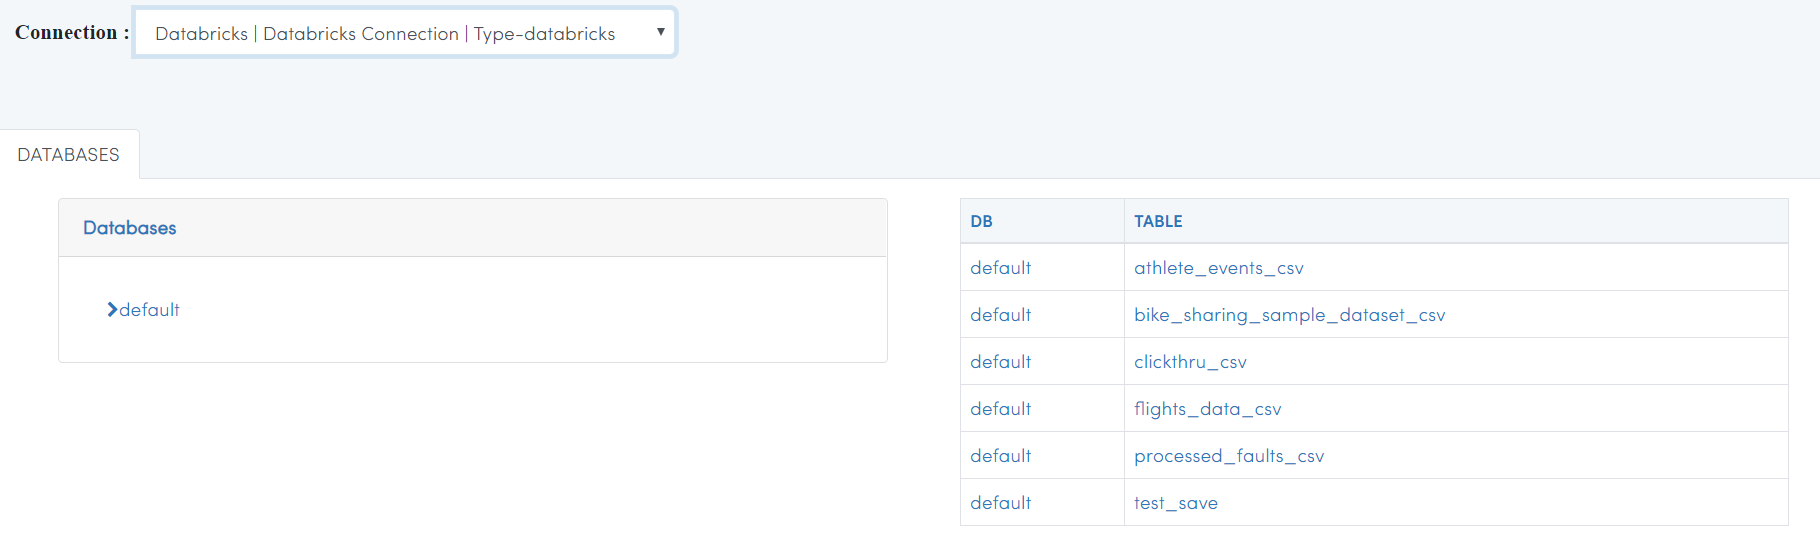 Connection : Databricks | Databricks Connection | Type-databricks
DATABASES
Databases
default
DB TABLE
default athlete_events_csv
default bike_sharing_sample_dataset_csv
default clickthru_csv
default flights_data_csv
default processed_faults_csv
default test_save